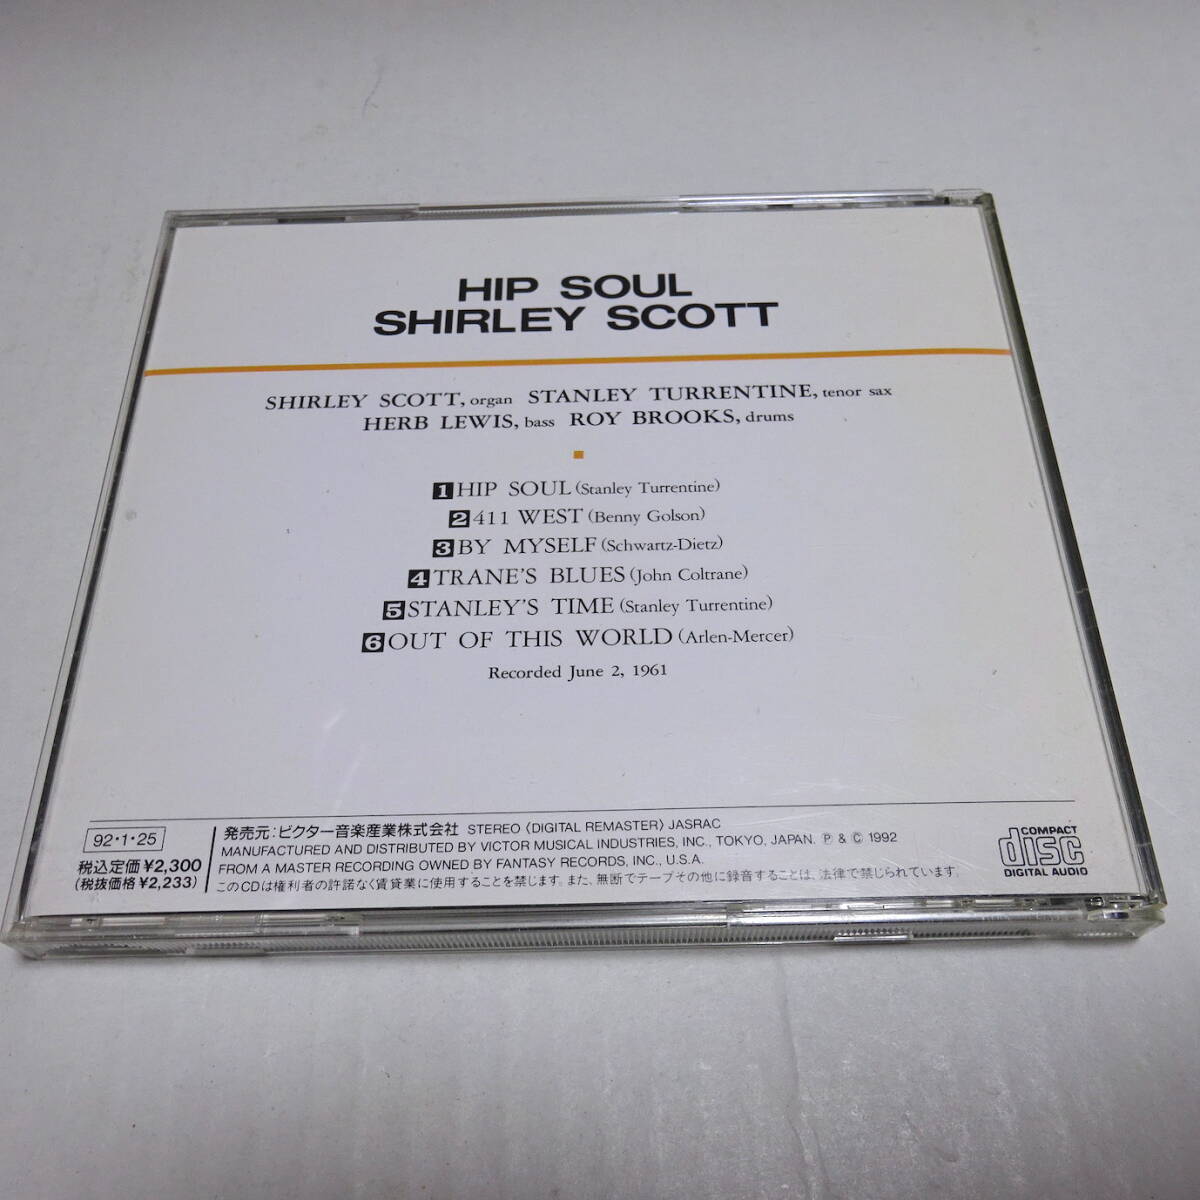 HIP SOUL
SHIRLEY SCOTT
SHIRLEY SCOTT, organ STANLEY TURRENTINE, tenor sax
HERB LEWIS, bass ROY BROOKS, drums
1 HIP SOUL (Stanley Turrentine)
2 411 WEST (Benny Golson)
3 BY MYSELF (Schwartz-Dietz)
4 TRANE'S BLUES (John Coltrane)
5 STANLEY'S TIME (Stanley Turrentine)
6 OUT OF THIS WORLD (Arlen-Mercer)
Recorded June 2, 1961
92・1・25
税込定価¥2,300
(税抜価格¥2,233)
発売元:ビクター音楽産業株式会社 STEREO 〈DIGITAL REMASTER〉 JASRAC
MANUFACTURED AND DISTRIBUTED BY VICTOR MUSICAL INDUSTRIES, INC., TOKYO, JAPAN. Ⓟ & © 1992
FROM A MASTER RECORDING OWNED BY FANTASY RECORDS, INC., U.S.A.
このCDは権利者の許諾なく賃貸業に使用することを禁じます。また、無断でテープその他に録音することは、法律で禁じられています。
COMPACT
disc
DIGITAL AUDIO